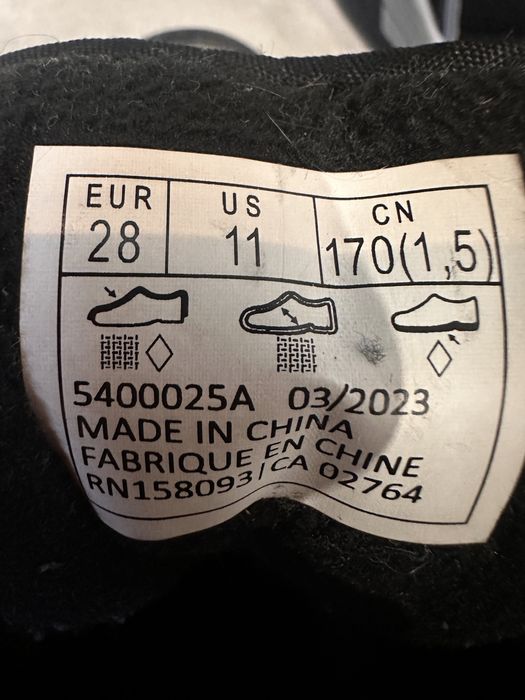 EUR US CN
28 11 170(1,5)
5400025A 03/2023
MADE IN CHINA
FABRIQUE EN CHINE
RN158093/CA 02764